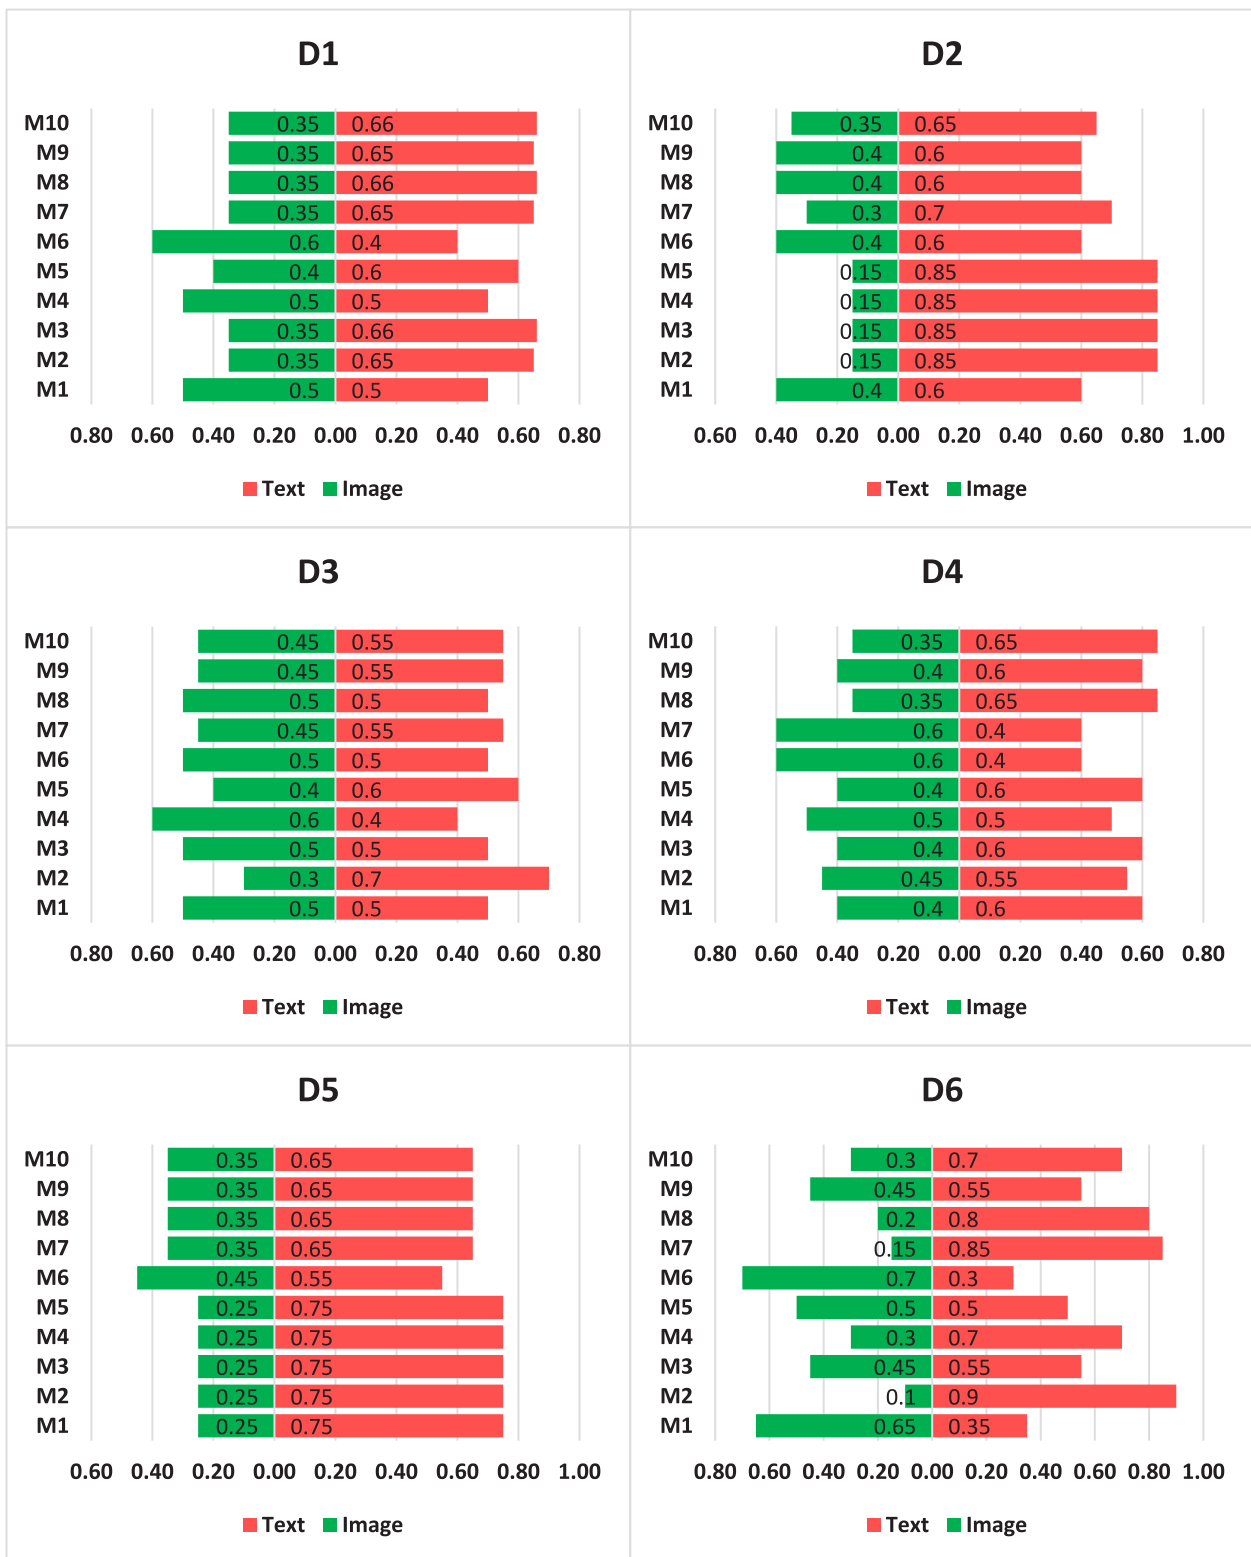 D1
M10 0.35 0.66
M9 0.35 0.65
M8 0.35 0.66
M7 0.35 0.65
M6 0.6 0.4
M5 0.4 0.6
M4 0.5 0.5
M3 0.35 0.66
M2 0.35 0.65
M1 0.5 0.5
0.80 0.60 0.40 0.20 0.00 0.20 0.40 0.60 0.80
Text Image
D2
M10 0.35 0.65
M9 0.4 0.6
M8 0.4 0.6
M7 0.3 0.7
M6 0.4 0.6
M5 0.15 0.85
M4 0.15 0.85
M3 0.15 0.85
M2 0.15 0.85
M1 0.4 0.6
0.60 0.40 0.20 0.00 0.20 0.40 0.60 0.80 1.00
Text Image
D3
M10 0.45 0.55
M9 0.45 0.55
M8 0.5 0.5
M7 0.45 0.55
M6 0.5 0.5
M5 0.4 0.6
M4 0.6 0.4
M3 0.5 0.5
M2 0.3 0.7
M1 0.5 0.5
0.80 0.60 0.40 0.20 0.00 0.20 0.40 0.60 0.80
Text Image
D4
M10 0.35 0.65
M9 0.4 0.6
M8 0.35 0.65
M7 0.6 0.4
M6 0.6 0.4
M5 0.4 0.6
M4 0.5 0.5
M3 0.4 0.6
M2 0.45 0.55
M1 0.4 0.6
0.80 0.60 0.40 0.20 0.00 0.20 0.40 0.60 0.80
Text Image
D5
M10 0.35 0.65
M9 0.35 0.65
M8 0.35 0.65
M7 0.35 0.65
M6 0.45 0.55
M5 0.25 0.75
M4 0.25 0.75
M3 0.25 0.75
M2 0.25 0.75
M1 0.25 0.75
0.60 0.40 0.20 0.00 0.20 0.40 0.60 0.80 1.00
Text Image
D6
M10 0.3 0.7
M9 0.45 0.55
M8 0.2 0.8
M7 0.15 0.85
M6 0.7 0.3
M5 0.5 0.5
M4 0.3 0.7
M3 0.45 0.55
M2 0.1 0.9
M1 0.65 0.35
0.80 0.60 0.40 0.20 0.00 0.20 0.40 0.60 0.80 1.00
Text Image